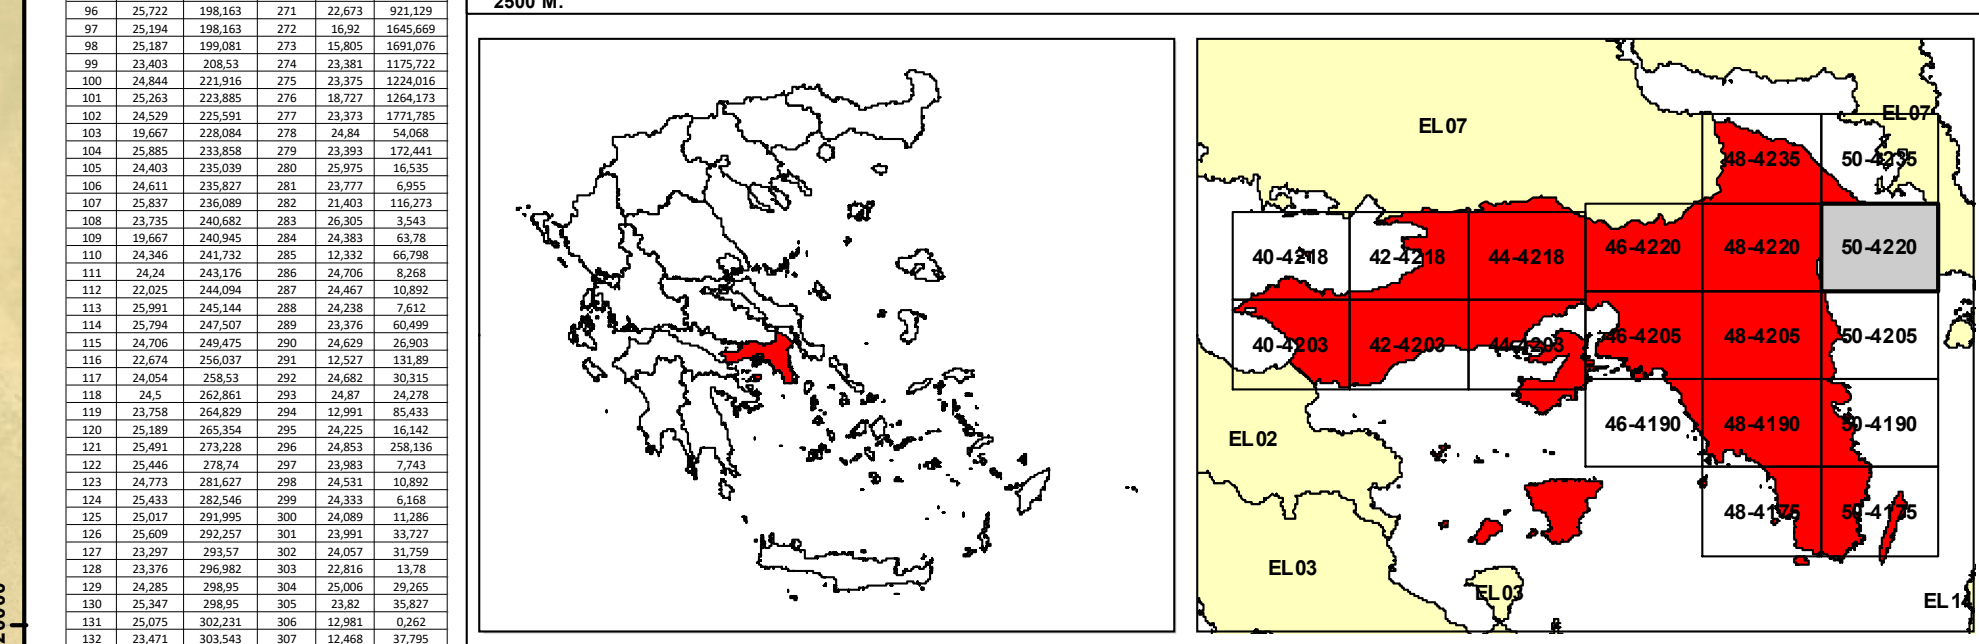 2500 M.
96 25,722 198,163 271 22,673 921,129
97 25,194 198,163 272 16,92 1645,669
98 25,187 199,081 273 15,805 1691,076
99 23,403 208,53 274 23,381 1175,722
100 24,844 221,916 275 23,375 1224,016
101 25,263 223,885 276 18,727 1264,173
102 24,529 225,591 277 23,373 1771,785
103 19,667 228,084 278 24,84 54,068
104 25,885 233,858 279 23,393 172,441
105 24,403 235,039 280 25,975 16,535
106 24,611 235,827 281 23,777 6,955
107 25,837 236,089 282 21,403 116,273
108 23,735 240,682 283 26,305 3,543
109 19,667 240,945 284 24,383 63,78
110 24,346 241,732 285 12,332 66,798
111 24,24 243,176 286 24,706 8,268
112 22,025 244,094 287 24,467 10,892
113 25,991 245,144 288 24,238 7,612
114 25,794 247,507 289 23,376 60,499
115 24,706 249,475 290 24,629 26,903
116 22,674 256,037 291 12,527 131,89
117 24,054 258,53 292 24,682 30,315
118 24,5 262,861 293 24,87 24,278
119 23,758 264,829 294 12,991 85,433
120 25,189 265,354 295 24,225 16,142
121 25,491 273,228 296 24,853 258,136
122 25,446 278,74 297 23,983 7,743
123 24,773 281,627 298 24,531 10,892
124 25,433 282,546 299 24,333 6,168
125 25,017 291,995 300 24,089 11,286
126 25,609 292,257 301 23,991 33,727
127 23,297 293,57 302 24,057 31,759
128 23,376 296,982 303 22,816 13,78
129 24,285 298,95 304 25,006 29,265
130 25,347 298,95 305 23,82 35,827
131 25,075 302,231 306 12,981 0,262
132 23,471 303,543 307 12,468 37,795
EL07
EL07
48-4235 50-4235
40-4218 42-4218 44-4218 46-4220 48-4220 50-4220
40-4203 42-4203 44-4203 46-4205 48-4205 50-4205
46-4190 48-4190 50-4190
EL02
48-4175 50-4175
EL03
EL03
EL14